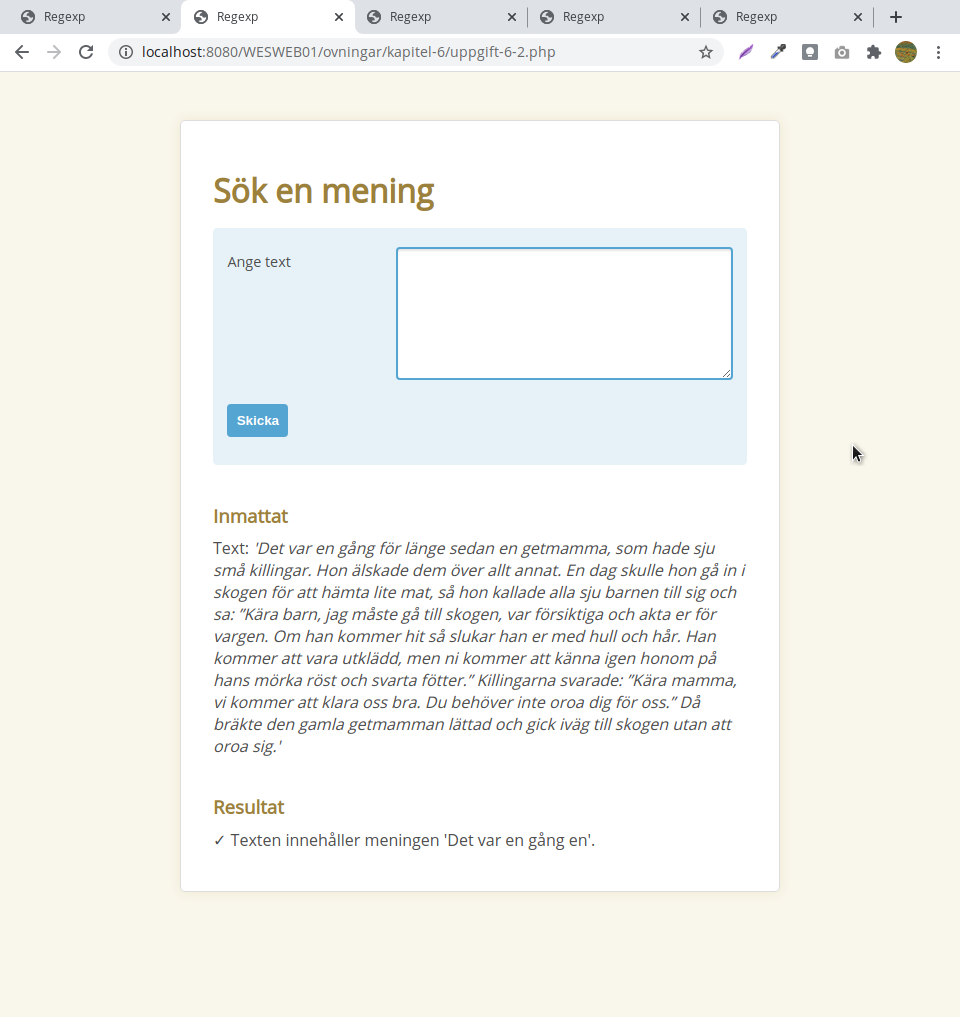 Regexp
Regexp
Regexp
Regexp
Regexp
localhost:8080/WESWEB01/ovningar/kapitel-6/uppgift-6-2.php
Sök en mening
Ange text
Skicka
Inmattat
Text: 'Det var en gång för länge sedan en getmamma, som hade sju
små killingar. Hon älskade dem över allt annat. En dag skulle hon gå in i
skogen för att hämta lite mat, så hon kallade alla sju barnen till sig och
sa: ”Kära barn, jag måste gå till skogen, var försiktiga och akta er för
vargen. Om han kommer hit så slukar han er med hull och hår. Han
kommer att vara utklädd, men ni kommer att känna igen honom på
hans mörka röst och svarta fötter.” Killingarna svarade: ”Kära mamma,
vi kommer att klara oss bra. Du behöver inte oroa dig för oss.” Då
bräkte den gamla getmamman lättad och gick iväg till skogen utan att
oroa sig.'
Resultat
✓ Texten innehåller meningen 'Det var en gång en'.